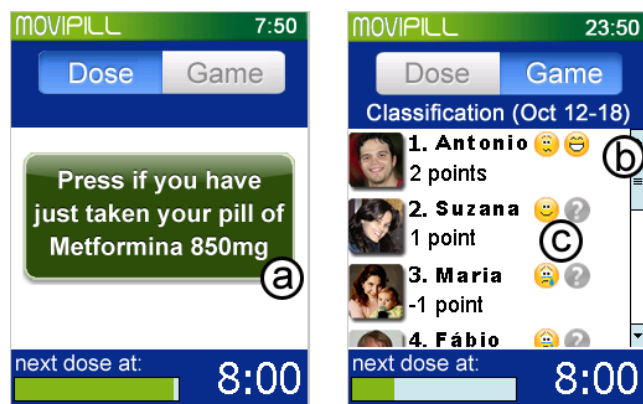 MOVIPILL 7:50
Dose Game
Press if you have
just taken your pill of
Metformina 850mg
a
next dose at:
8:00
MOVIPILL 23:50
Dose Game
Classification (Oct 12-18)
1. Antonio
2 points
b
2. Suzana ?
1 point
c
3. Maria ?
-1 point
4. Fábio ?
next dose at:
8:00